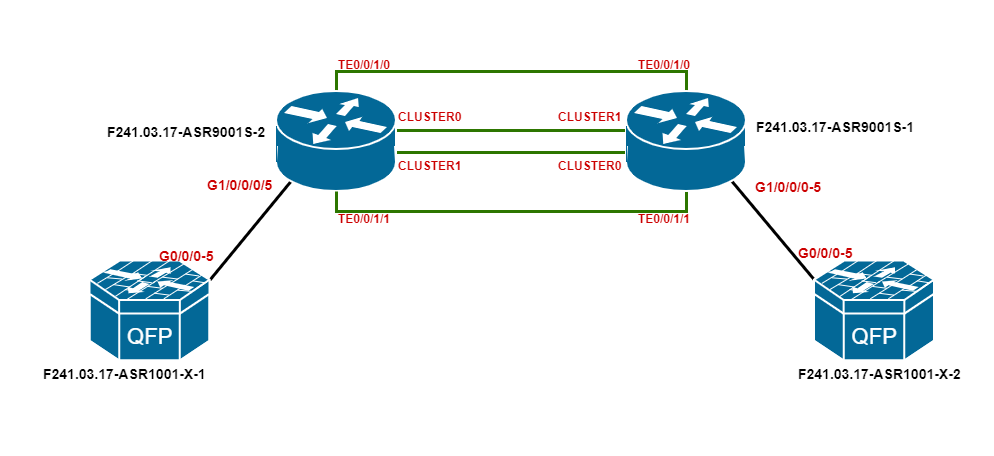 TE0/0/1/0
TE0/0/1/0
CLUSTER0
CLUSTER1
F241.03.17-ASR9001S-2
F241.03.17-ASR9001S-1
CLUSTER1
CLUSTER0
G1/0/0/0/5
G1/0/0/0-5
TE0/0/1/1
TE0/0/1/1
G0/0/0-5
G0/0/0-5
QFP
QFP
F241.03.17-ASR1001-X-1
F241.03.17-ASR1001-X-2